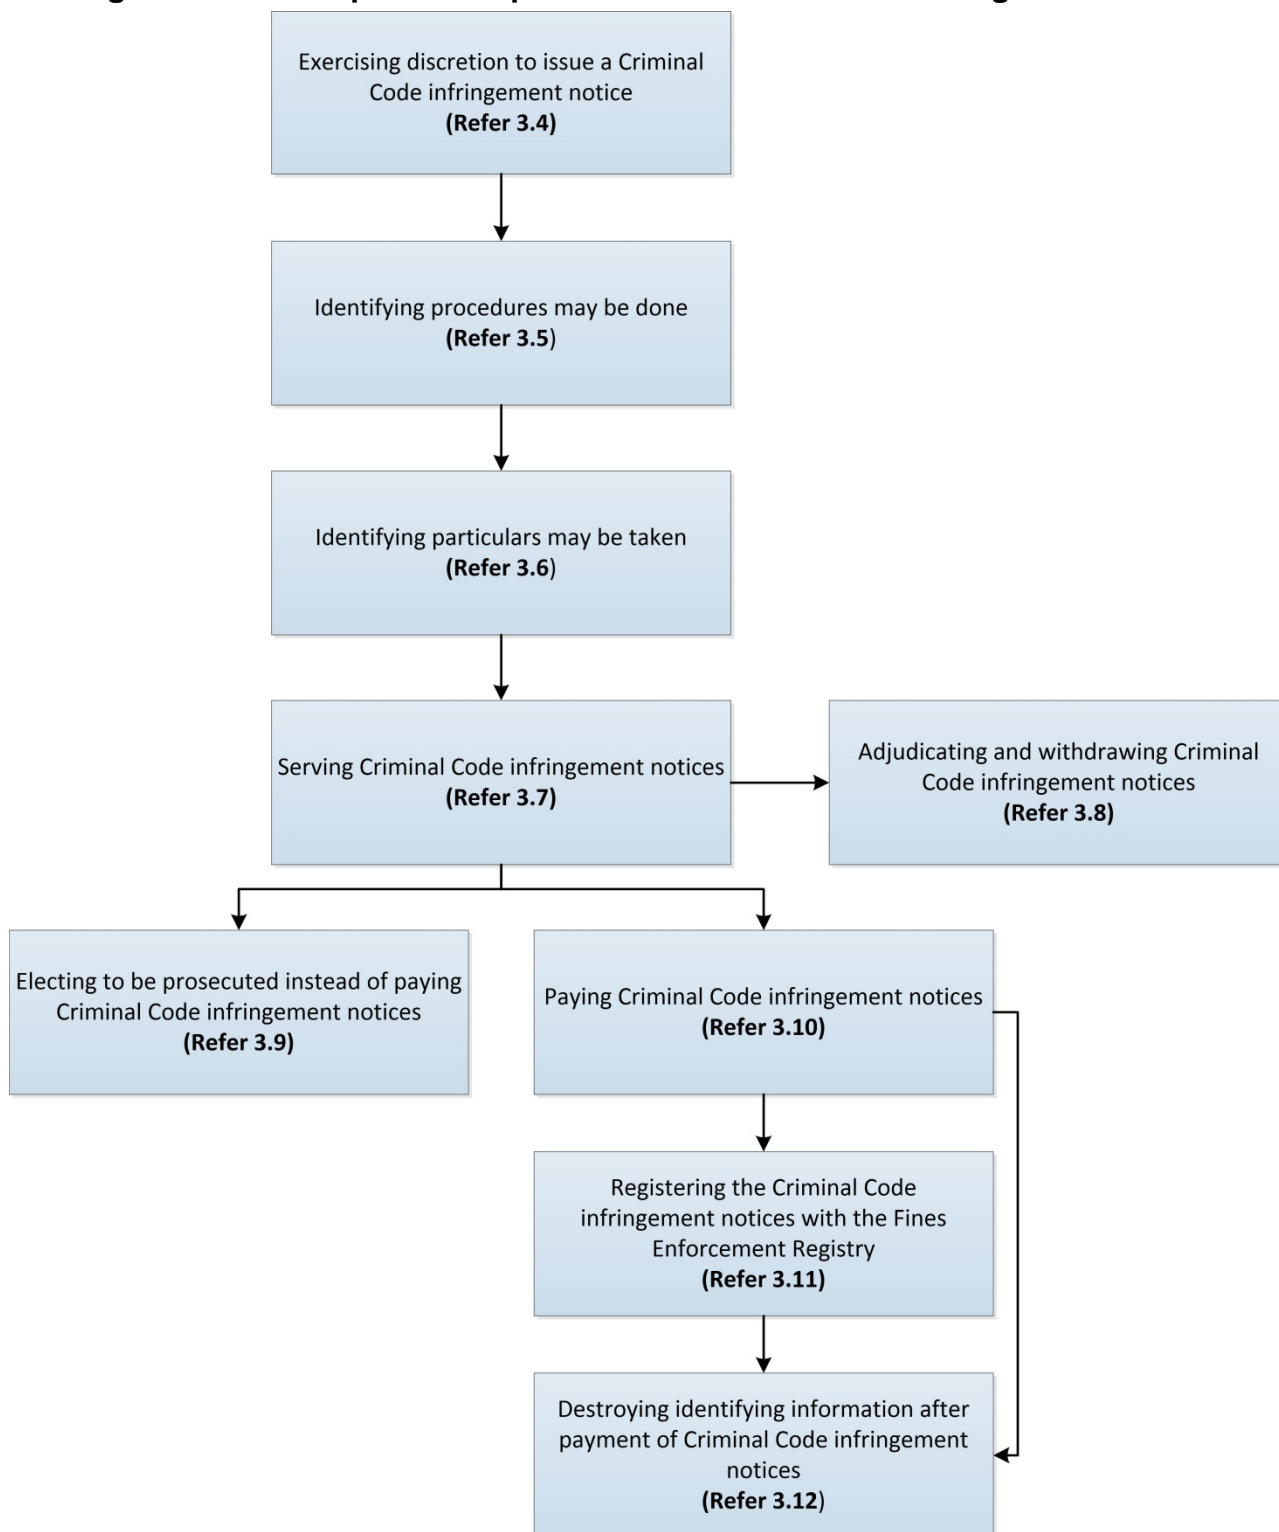 Exercising discretion to issue a Criminal
Code infringement notice
(Refer 3.4)
Identifying procedures may be done
(Refer 3.5)
Identifying particulars may be taken
(Refer 3.6)
Serving Criminal Code infringement notices
(Refer 3.7)
Adjudicating and withdrawing Criminal
Code infringement notices
(Refer 3.8)
Electing to be prosecuted instead of paying
Criminal Code infringement notices
(Refer 3.9)
Paying Criminal Code infringement notices
(Refer 3.10)
Registering the Criminal Code
infringement notices with the Fines
Enforcement Registry
(Refer 3.11)
Destroying identifying information after
payment of Criminal Code infringement
notices
(Refer 3.12)